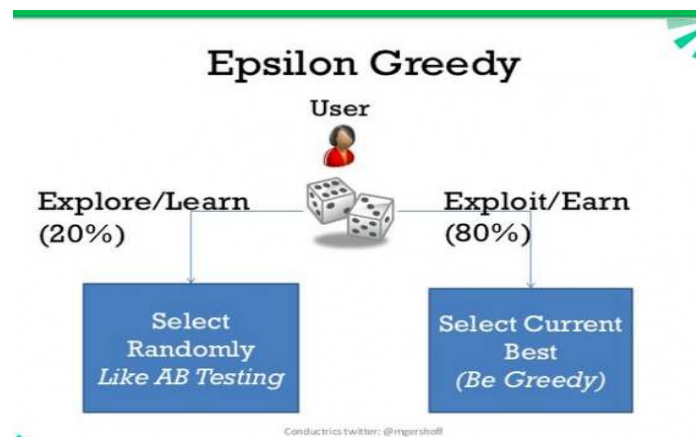 Epsilon Greedy
User
Explore/Learn
(20%)
Exploit/Earn
(80%)
Select
Randomly
Like AB Testing
Select Current
Best
(Be Greedy)
Conductrics twitter: @mgershoff